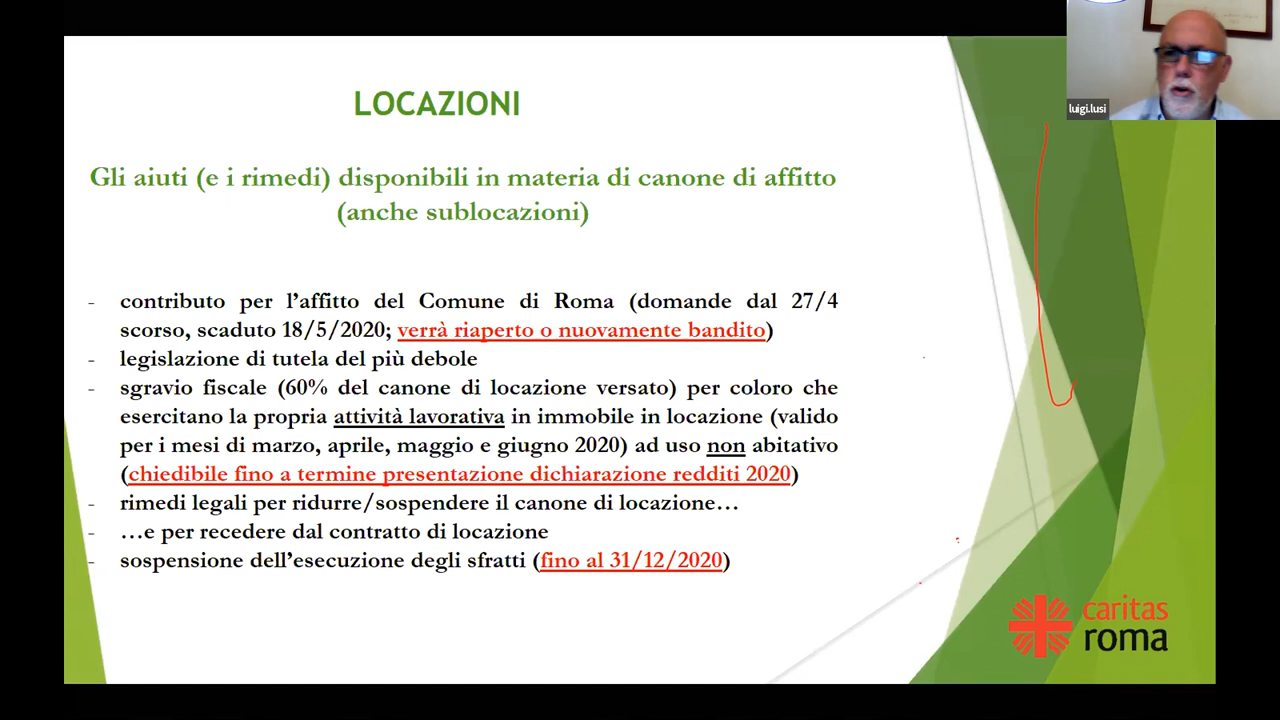 LOCAZIONI
luigi.lusi
Gli aiuti (e i rimedi) disponibili in materia di canone di affitto
(anche sublocazioni)
- contributo per l’affitto del Comune di Roma (domande dal 27/4
scorso, scaduto 18/5/2020; verrà riaperto o nuovamente bandito)
- legislazione di tutela del più debole
- sgravio fiscale (60% del canone di locazione versato) per coloro che
esercitano la propria attività lavorativa in immobile in locazione (valido
per i mesi di marzo, aprile, maggio e giugno 2020) ad uso non abitativo
(chiedibile fino a termine presentazione dichiarazione redditi 2020)
- rimedi legali per ridurre/sospendere il canone di locazione…
- …e per recedere dal contratto di locazione
- sospensione dell’esecuzione degli sfratti (fino al 31/12/2020)
caritas
roma